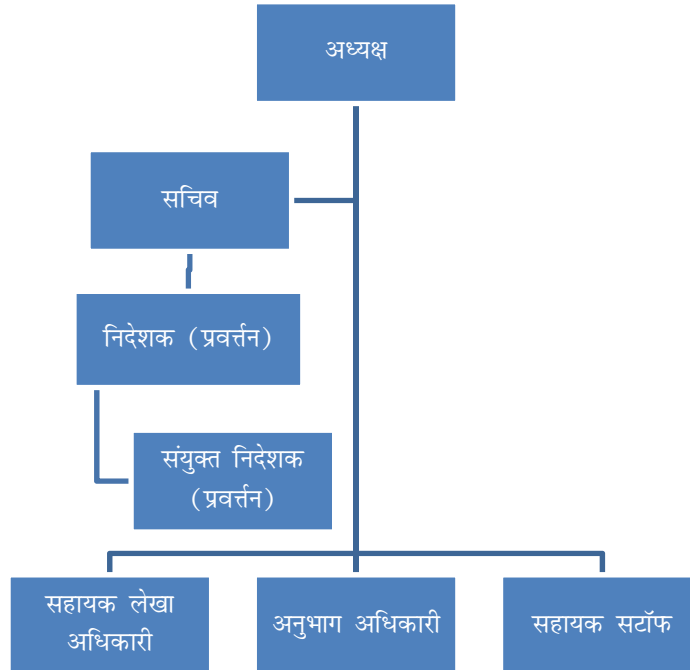 अध्यक्ष
सचिव
निदेशक (प्रवर्त्तन)
संयुक्त निदेशक
(प्रवर्त्तन)
सहायक लेखा
अधिकारी
अनुभाग अधिकारी
सहायक सटॉफ